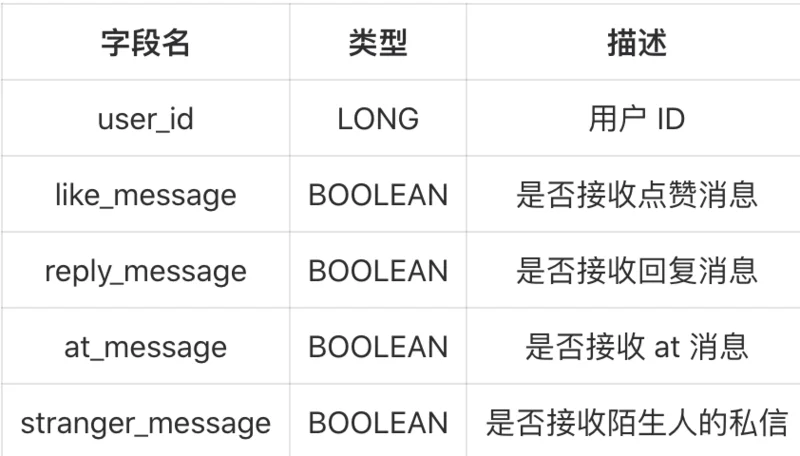 字段名 类型 描述
user_id LONG 用户 ID
like_message BOOLEAN 是否接收点赞消息
reply_message BOOLEAN 是否接收回复消息
at_message BOOLEAN 是否接收 at 消息
stranger_message BOOLEAN 是否接收陌生人的私信